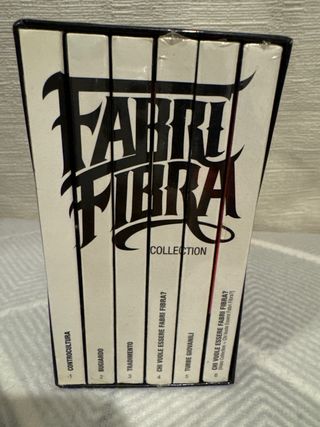 FABRI
FIBRA
COLLECTION
CONTROCULTURA
1
BUGIARDO
2
TRADIMENTO
3
CHI VUOLE ESSERE FABRI FIBRA?
4
TURBE GIOVANILI
5
CHI VUOLE ESSERE FABRI FIBRA?
6